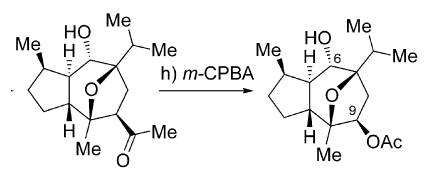 HO Me
Me
Me H
O
H
Me Me
O
h) m-CPBA
HO Me
Me
Me H 6
O
H 9
Me OAc